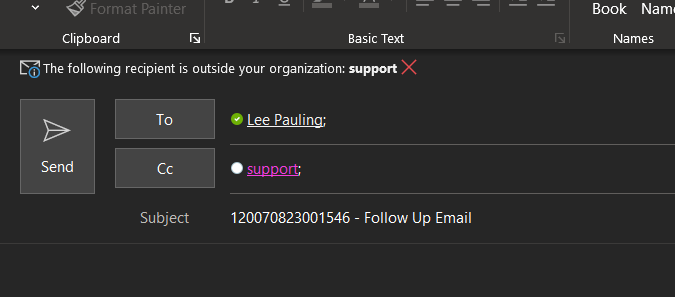 Format Painter
B I U A
Book Name
Clipboard Basic Text Names
The following recipient is outside your organization: support
To Lee Pauling;
Send
Cc support;
Subject 120070823001546 - Follow Up Email